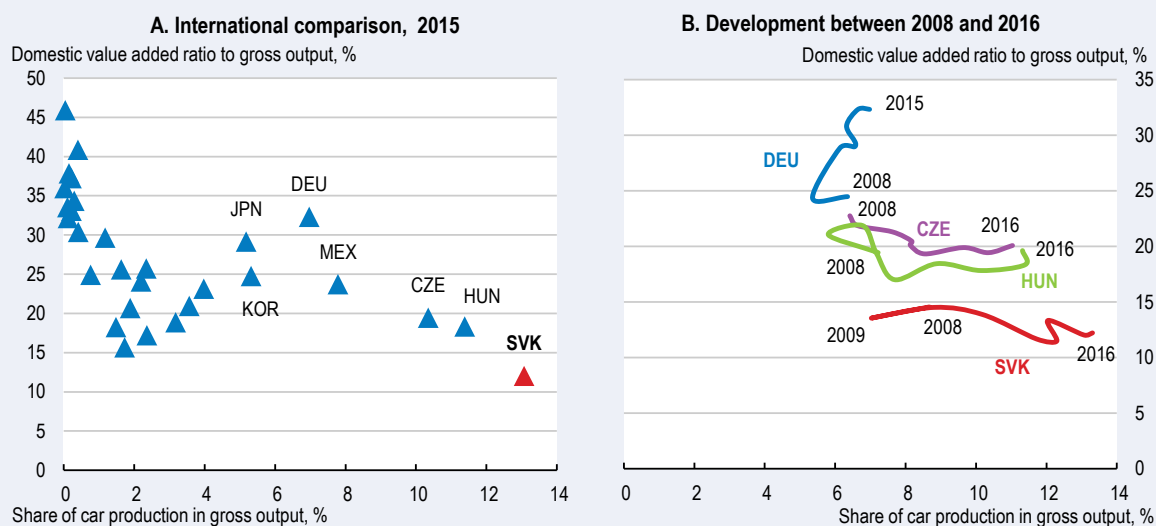 A. International comparison, 2015
Domestic value added ratio to gross output, %
50
45
40
35
30
25
20
15
10
5
0
DEU
JPN
MEX
KOR
CZE
HUN
SVK
0 2 4 6 8 10 12 14
Share of car production in gross output, %
B. Development between 2008 and 2016
Domestic value added ratio to gross output, %
35
30
25
20
15
10
5
0
2015
DEU
2008
2008
CZE
2016
2016
2008
HUN
2009
2008
SVK
2016
0 2 4 6 8 10 12 14
Share of car production in gross output, %